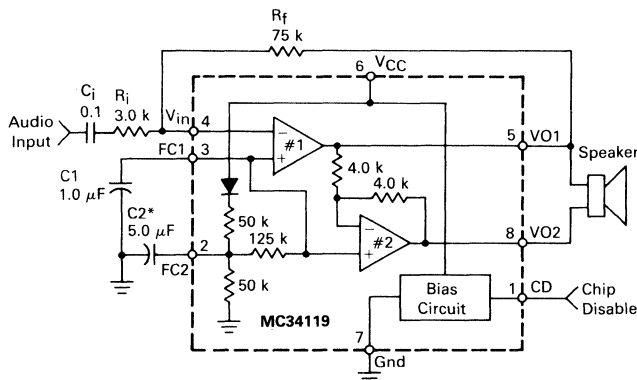 Rf
75 k
6 VCC
Ci
0.1
Ri
3.0 k
Vin 4
Audio
Input
−
#1
+
5 VO1
FC1 3
Speaker
4.0 k
4.0 k
C1
1.0 μF
C2*
5.0 μF
50 k
−
#2
+
8 VO2
2
FC2
125 k
50 k
Bias
Circuit
1 CD
Chip
Disable
MC34119
7
Gnd